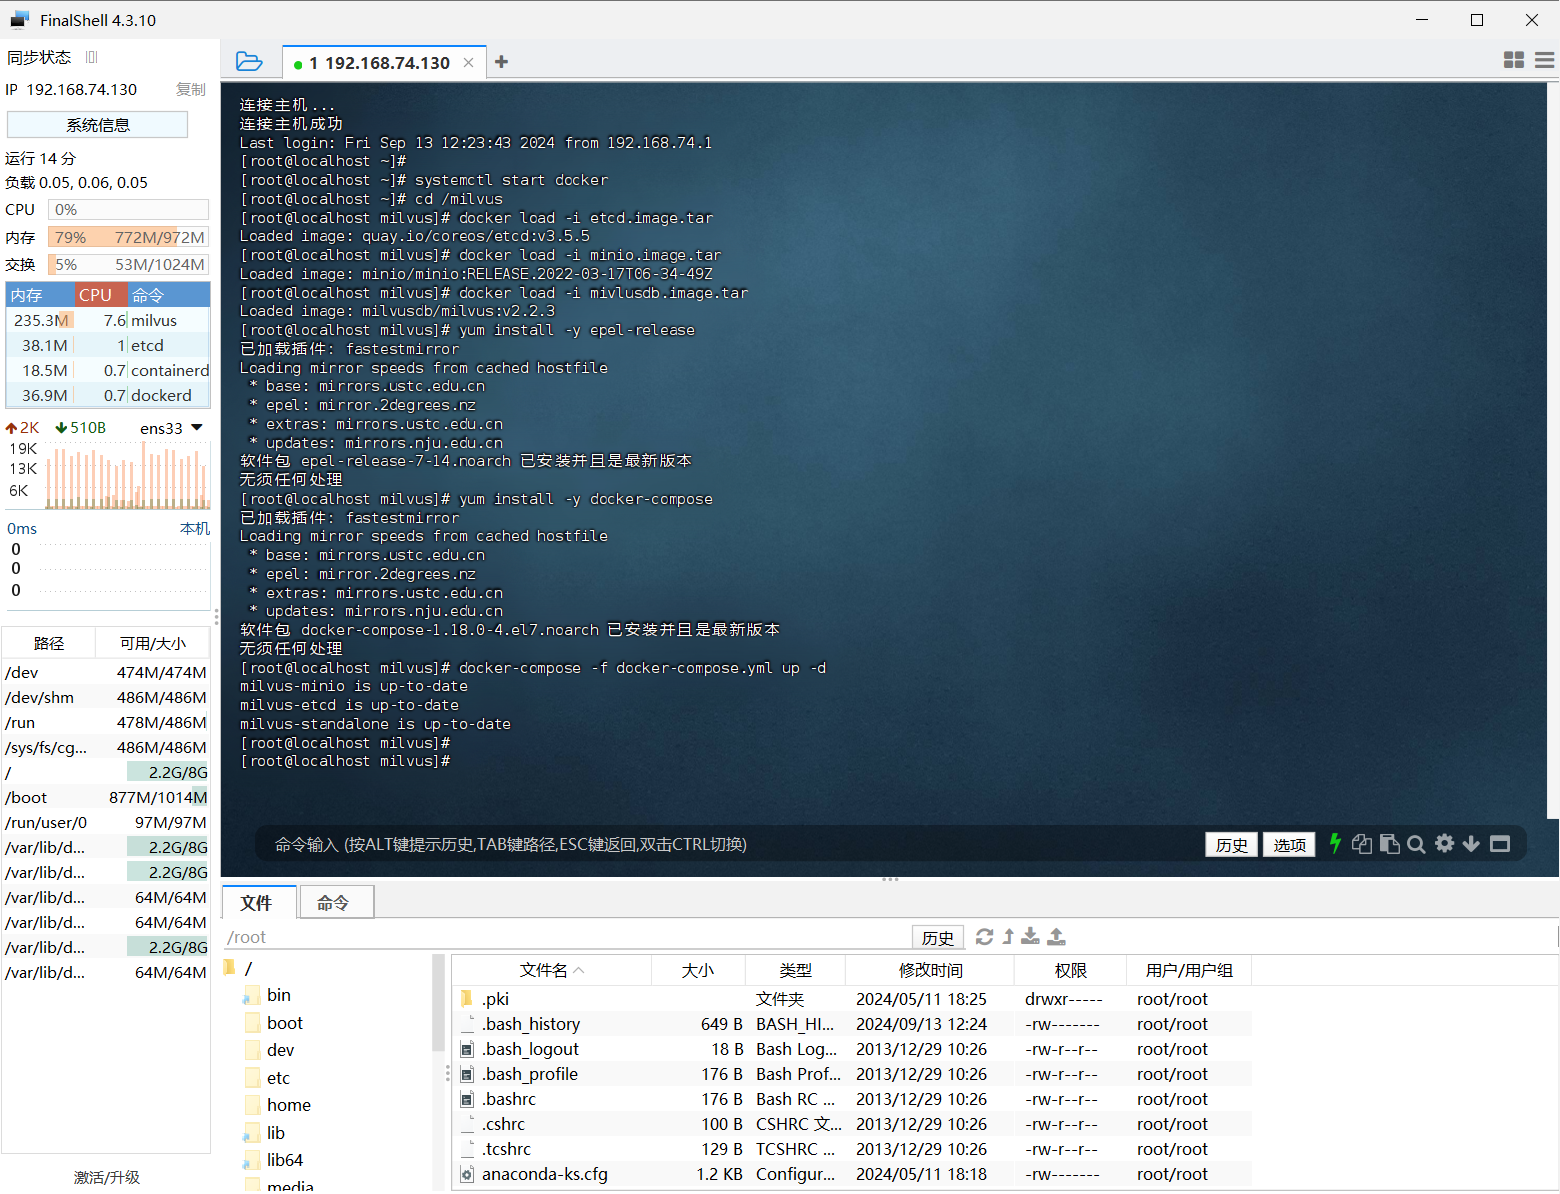 FinalShell 4.3.10
同步状态
IP 192.168.74.130 复制
系统信息
运行 14 分
负载 0.05, 0.06, 0.05
CPU 0%
内存 79% 772M/972M
交换 5% 53M/1024M
内存 CPU 命令
235.3M 7.6 milvus
38.1M 1 etcd
18.5M 0.7 containerd
36.9M 0.7 dockerd
2K 510B ens33
19K
13K
6K
0ms 本机
0
0
0
路径 可用/大小
/dev 474M/474M
/dev/shm 486M/486M
/run 478M/486M
/sys/fs/cg... 486M/486M
/ 2.2G/8G
/boot 877M/1014M
/run/user/0 97M/97M
/var/lib/d... 2.2G/8G
/var/lib/d... 2.2G/8G
/var/lib/d... 64M/64M
/var/lib/d... 64M/64M
/var/lib/d... 2.2G/8G
/var/lib/d... 64M/64M
激活/升级
1 192.168.74.130
连接主机...
连接主机成功
Last login: Fri Sep 13 12:23:43 2024 from 192.168.74.1
[root@localhost ~]#
[root@localhost ~]# systemctl start docker
[root@localhost ~]# cd /milvus
[root@localhost milvus]# docker load -i etcd.image.tar
Loaded image: quay.io/coreos/etcd:v3.5.5
[root@localhost milvus]# docker load -i minio.image.tar
Loaded image: minio/minio:RELEASE.2022-03-17T06-34-49Z
[root@localhost milvus]# docker load -i mivlusdb.image.tar
Loaded image: milvusdb/milvus:v2.2.3
[root@localhost milvus]# yum install -y epel-release
已加载插件: fastestmirror
Loading mirror speeds from cached hostfile
* base: mirrors.ustc.edu.cn
* epel: mirror.2degrees.nz
* extras: mirrors.ustc.edu.cn
* updates: mirrors.nju.edu.cn
软件包 epel-release-7-14.noarch 已安装并且是最新版本
无须任何处理
[root@localhost milvus]# yum install -y docker-compose
已加载插件: fastestmirror
Loading mirror speeds from cached hostfile
* base: mirrors.ustc.edu.cn
* epel: mirror.2degrees.nz
* extras: mirrors.ustc.edu.cn
* updates: mirrors.nju.edu.cn
软件包 docker-compose-1.18.0-4.el7.noarch 已安装并且是最新版本
无须任何处理
[root@localhost milvus]# docker-compose -f docker-compose.yml up -d
milvus-minio is up-to-date
milvus-etcd is up-to-date
milvus-standalone is up-to-date
[root@localhost milvus]#
[root@localhost milvus]#
命令输入 (按ALT键提示历史,TAB键路径,ESC键返回,双击CTRL切换) 历史 选项
文件 命令
/root 历史
/
bin
boot
dev
etc
home
lib
lib64
media
文件名 大小 类型 修改时间 权限 用户/用户组
.pki 文件夹 2024/05/11 18:25 drwxr----- root/root
.bash_history 649 B BASH_HI... 2024/09/13 12:24 -rw------- root/root
.bash_logout 18 B Bash Log... 2013/12/29 10:26 -rw-r--r-- root/root
.bash_profile 176 B Bash Prof... 2013/12/29 10:26 -rw-r--r-- root/root
.bashrc 176 B Bash RC ... 2013/12/29 10:26 -rw-r--r-- root/root
.cshrc 100 B CSHRC 文... 2013/12/29 10:26 -rw-r--r-- root/root
.tcshrc 129 B TCSHRC ... 2013/12/29 10:26 -rw-r--r-- root/root
anaconda-ks.cfg 1.2 KB Configur... 2024/05/11 18:18 -rw------- root/root